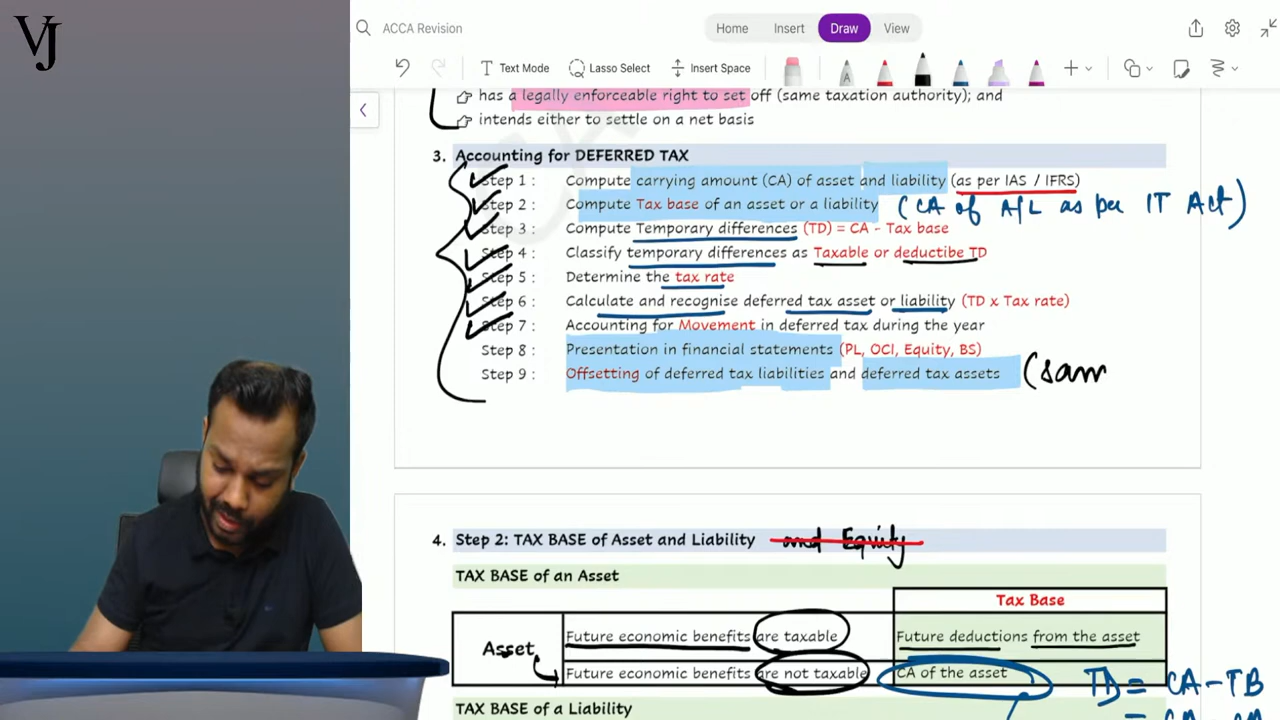 VJ
ACCA Revision
Home Insert Draw View
Text Mode Lasso Select Insert Space
has a legally enforceable right to set off (same taxation authority); and
intends either to settle on a net basis
3. Accounting for DEFERRED TAX
Step 1 : Compute carrying amount (CA) of asset and liability (as per IAS / IFRS)
Step 2 : Compute Tax base of an asset or a liability (CA of A/L as per IT Act)
Step 3 : Compute Temporary differences (TD) = CA - Tax base
Step 4 : Classify temporary differences as Taxable or deductibe TD
Step 5 : Determine the tax rate
Step 6 : Calculate and recognise deferred tax asset or liability (TD x Tax rate)
Step 7 : Accounting for Movement in deferred tax during the year
Step 8 : Presentation in financial statements (PL, OCI, Equity, BS)
Step 9 : Offsetting of deferred tax liabilities and deferred tax assets (sam
4. Step 2: TAX BASE of Asset and Liability and Equity
TAX BASE of an Asset
Tax Base
Asset Future economic benefits are taxable Future deductions from the asset
Future economic benefits are not taxable CA of the asset TD = CA - TB
TAX BASE of a Liability